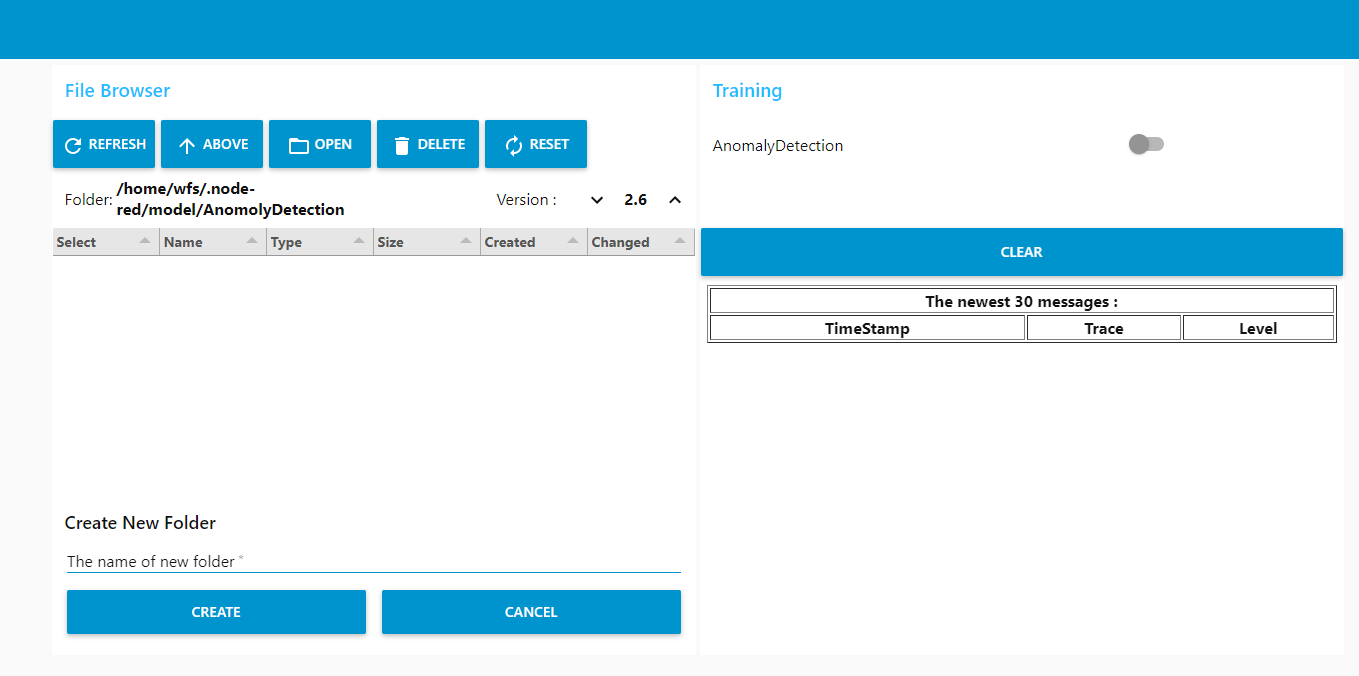 File Browser
REFRESH
ABOVE
OPEN
DELETE
RESET
Folder: /home/wfs/.node-
red/model/AnomolyDetection
Version :
2.6
Select
Name
Type
Size
Created
Changed
Create New Folder
The name of new folder *
CREATE
CANCEL
Training
AnomalyDetection
CLEAR
The newest 30 messages :
TimeStamp
Trace
Level